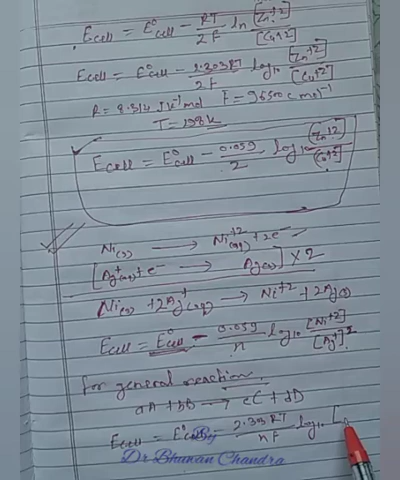 Ecell = E°cell − RT/2F ln [Zn+2]/[Cu+2]
Ecell = E°cell − 2.303RT/2F log10 [Zn+2]/[Cu+2]
R = 8.314 JK-1mol F = 96500 C mol-1
T = 298K
Ecell = E°cell − 0.059/2 log10 [Zn+2]/[Cu+2]
Ni(s) → Ni+2(aq) + 2e-
[Ag+(aq) + e- → Ag(s)] × 2
Ni(s) + 2Ag+(aq) → Ni+2 + 2Ag(s)
Ecell = E°cell − 0.059/n log10 [Ni+2]/[Ag+]2
for general reaction
aA + bB → cC + dD
Ecell = E°cell − 2.303 RT/nF log10 [
By
Dr Bhuwan Chandra